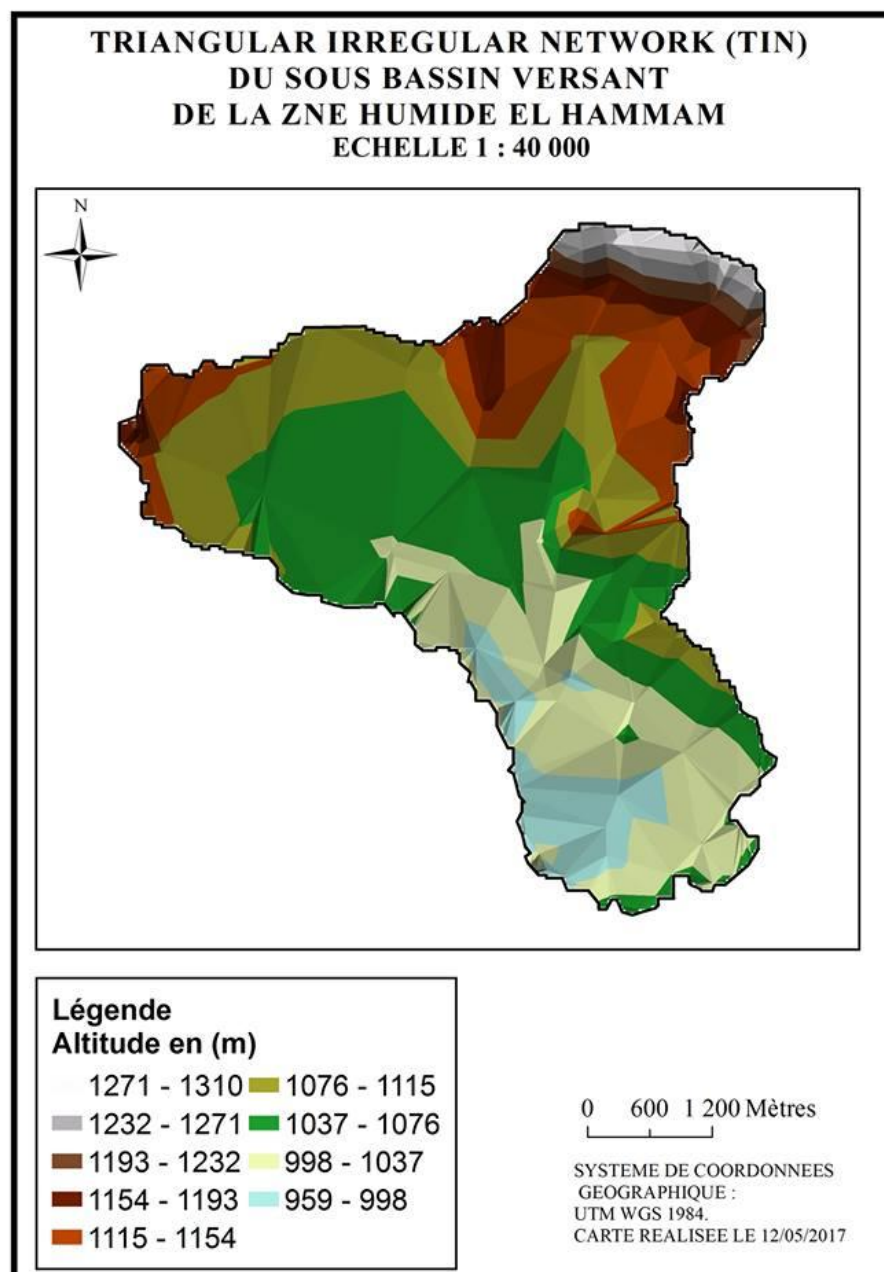 TRIANGULAR IRREGULAR NETWORK (TIN)
DU SOUS BASSIN VERSANT
DE LA ZNE HUMIDE EL HAMMAM
ECHELLE 1 : 40 000
N
Légende
Altitude en (m)
1271 - 1310
1232 - 1271
1193 - 1232
1154 - 1193
1115 - 1154
1076 - 1115
1037 - 1076
998 - 1037
959 - 998
0 600 1 200 Mètres
SYSTEME DE COORDONNEES
GEOGRAPHIQUE :
UTM WGS 1984.
CARTE REALISEE LE 12/05/2017